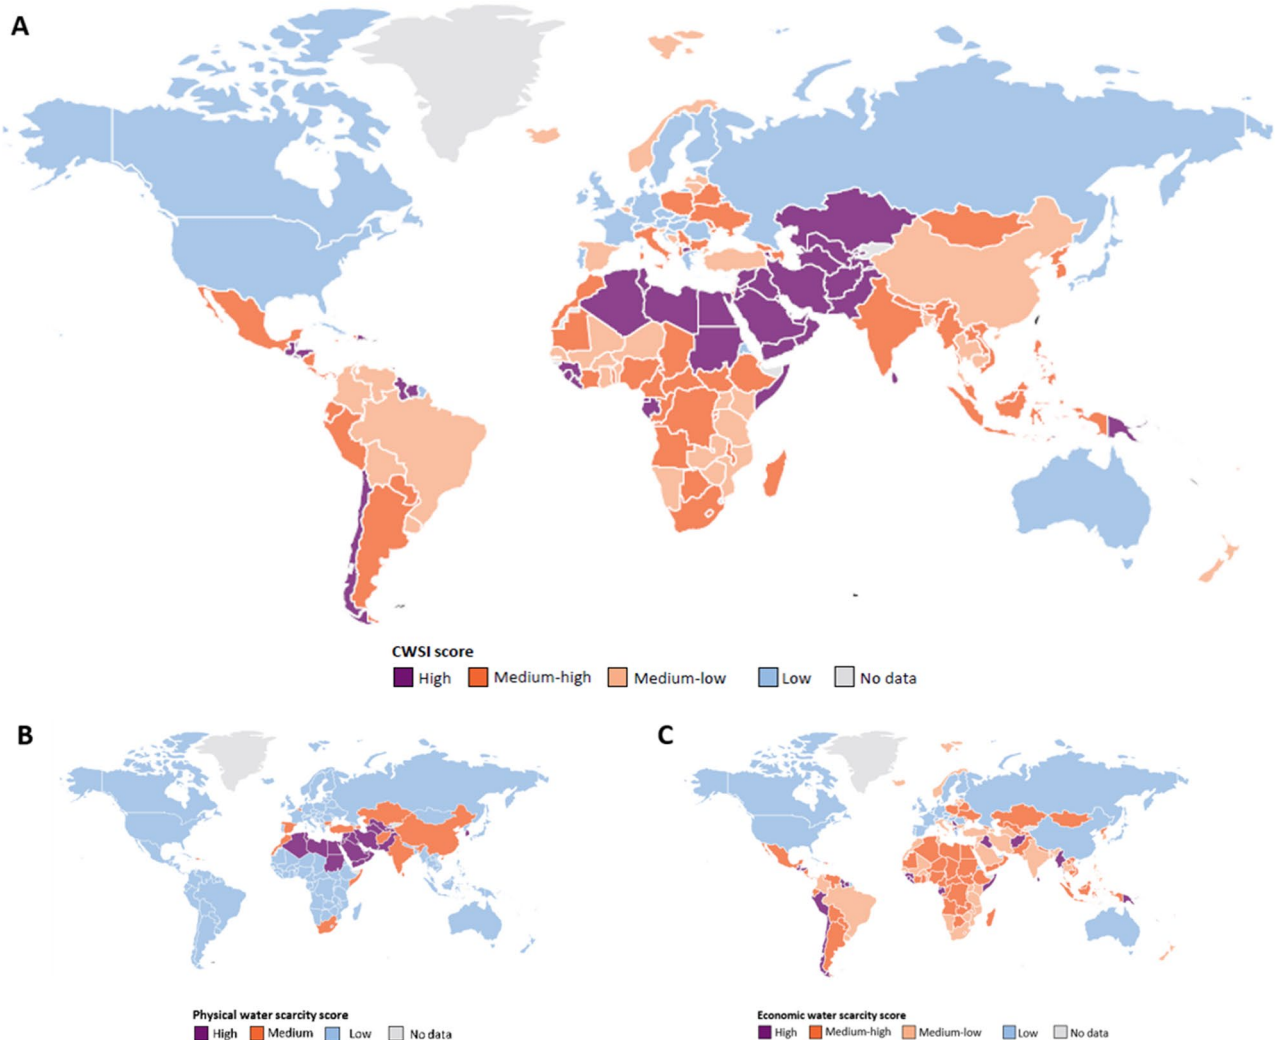 A
CWSI score
High Medium-high Medium-low Low No data
B
C
Physical water scarcity score
High Medium Low No data
Economic water scarcity score
High Medium-high Medium-low Low No data